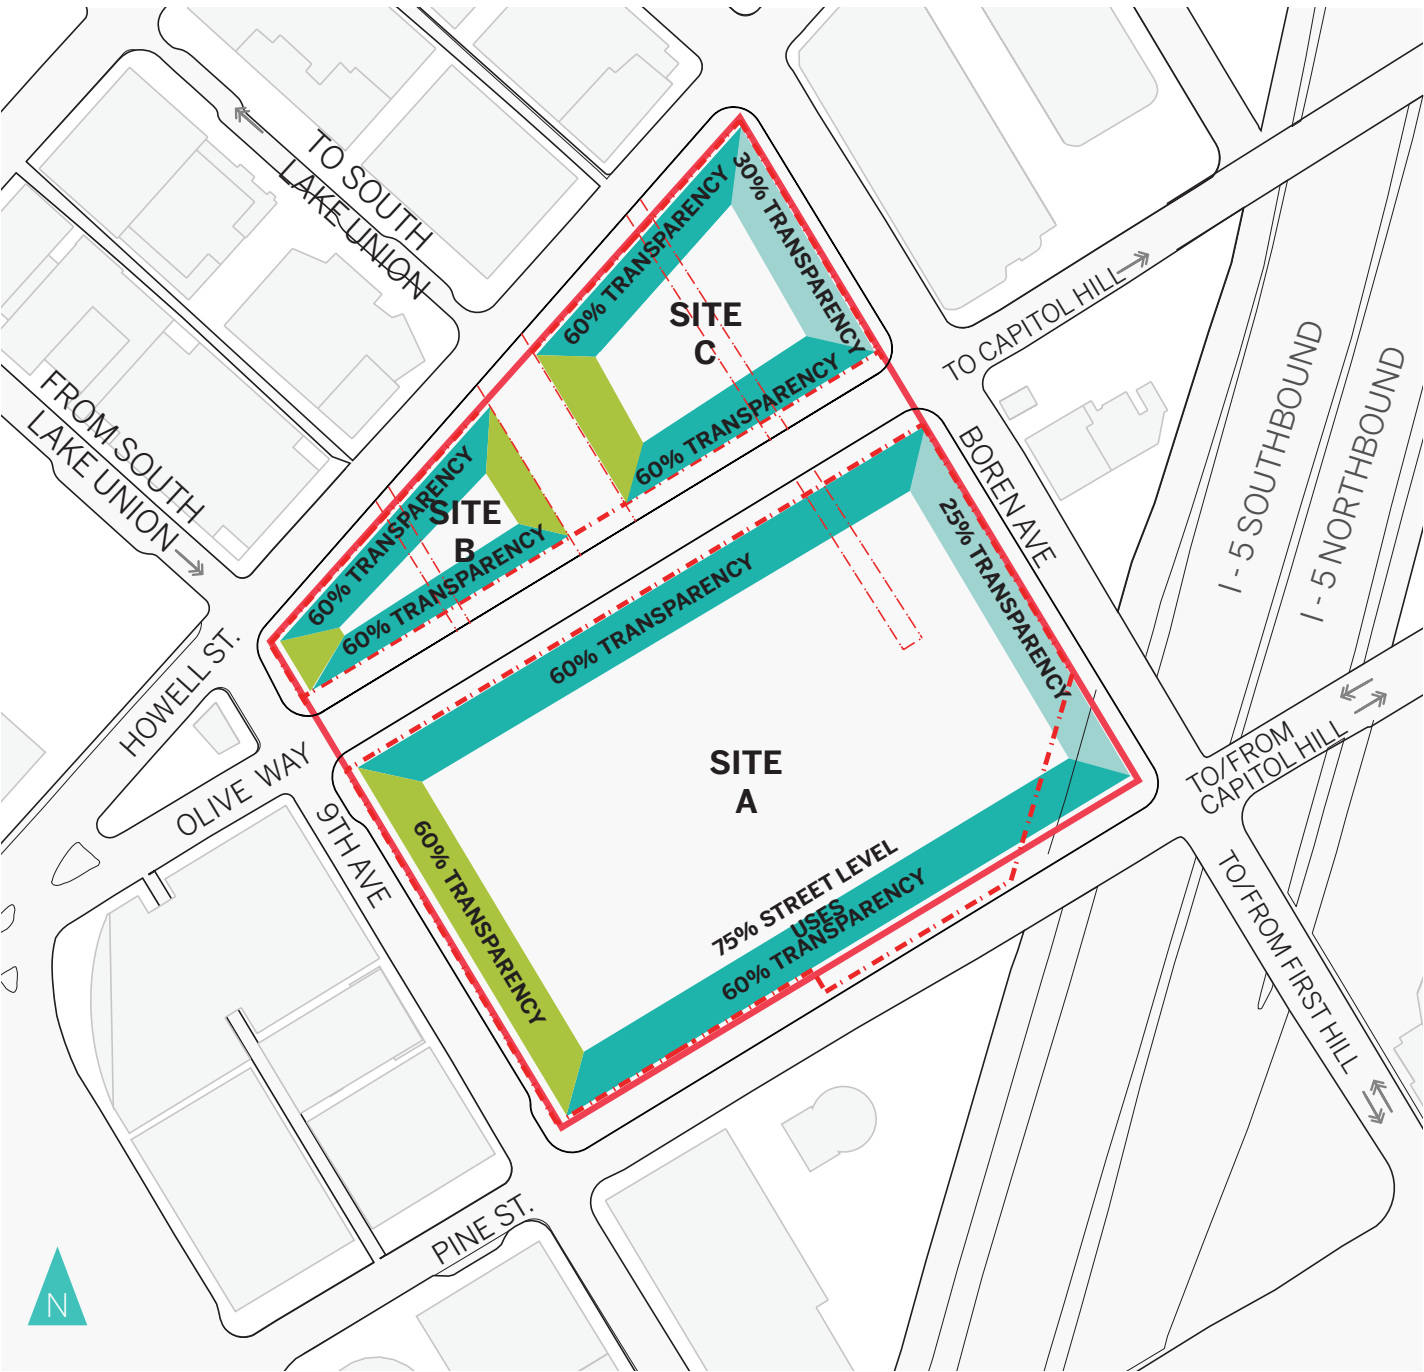 TO SOUTH
LAKE UNION
FROM SOUTH
LAKE UNION
60% TRANSPARENCY
30% TRANSPARENCY
SITE
C
60% TRANSPARENCY
TO CAPITOL HILL
60% TRANSPARENCY
SITE
B
60% TRANSPARENCY
I - 5 SOUTHBOUND
I - 5 NORTHBOUND
BOREN AVE
25% TRANSPARENCY
60% TRANSPARENCY
HOWELL ST.
OLIVE WAY
9TH AVE
SITE
A
60% TRANSPARENCY
75% STREET LEVEL
USES
60% TRANSPARENCY
TO/FROM
CAPITOL HILL
TO/FROM FIRST HILL
PINE ST.
N